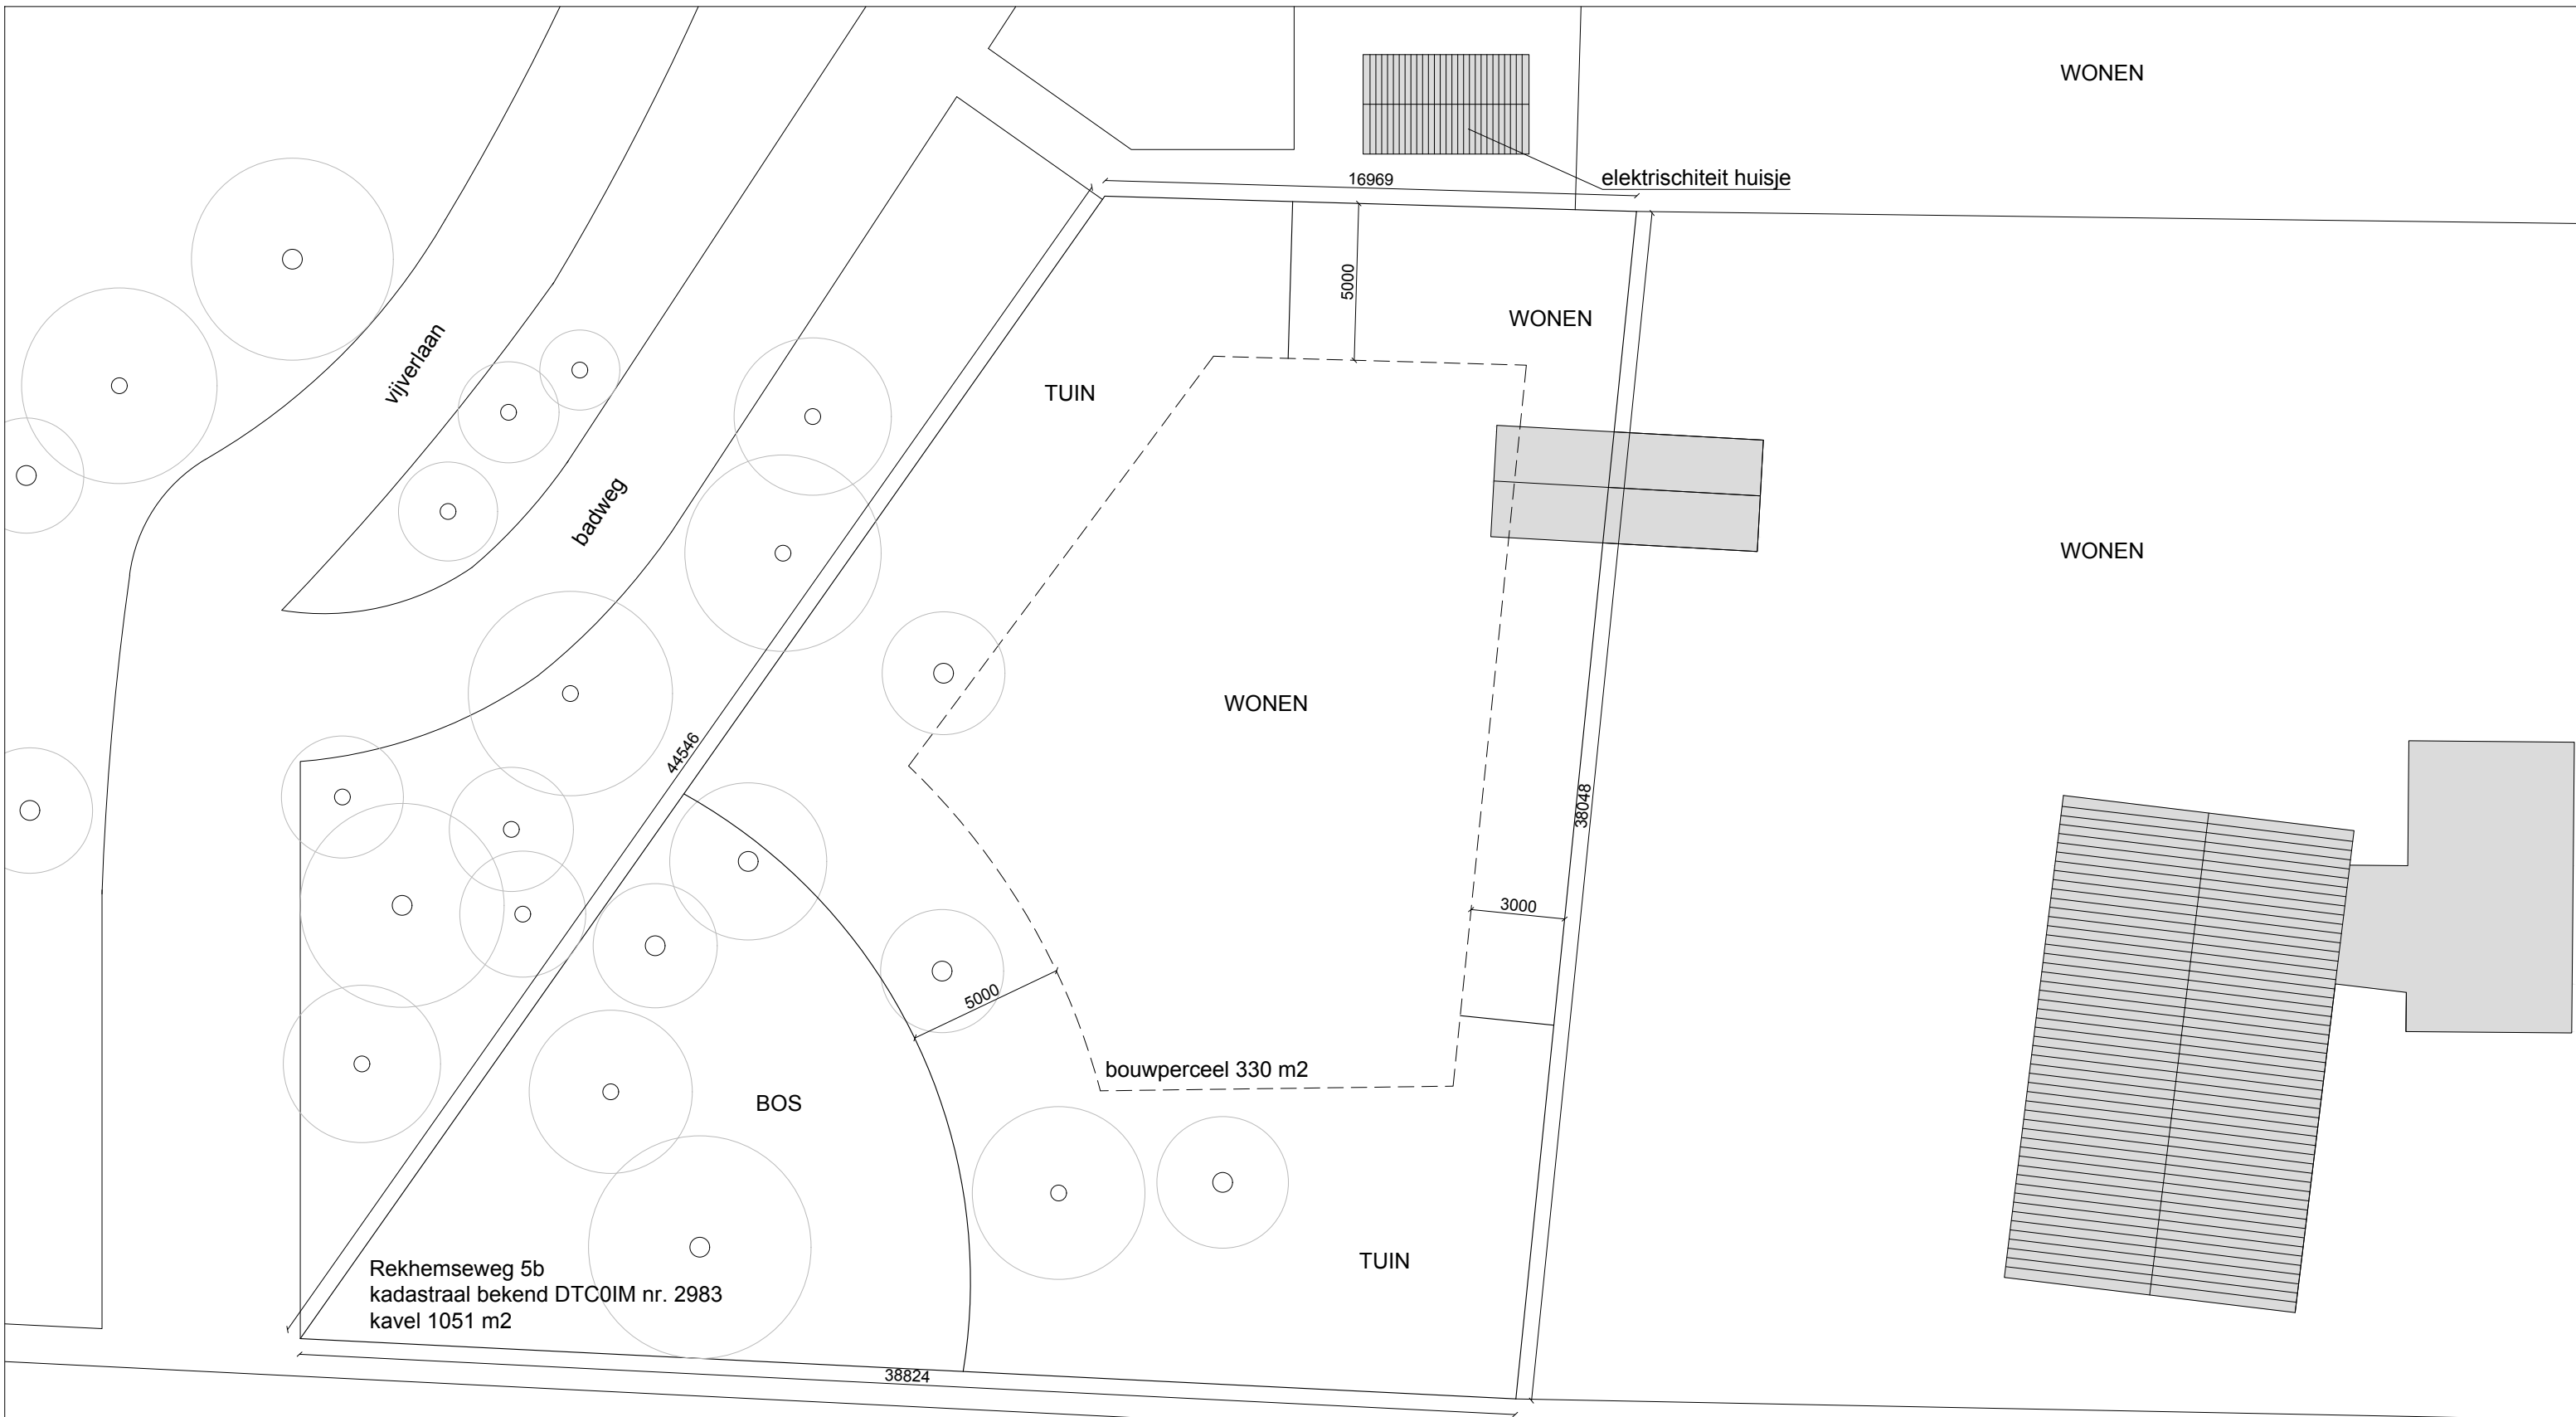 WONEN
elektrischiteit huisje
16969
5000
WONEN
vijverlaan
TUIN
badweg
WONEN
WONEN
44546
38048
3000
5000
bouwperceel 330 m2
BOS
TUIN
Rekhemseweg 5b
kadastraal bekend DTC0IM nr. 2983
kavel 1051 m2
38824